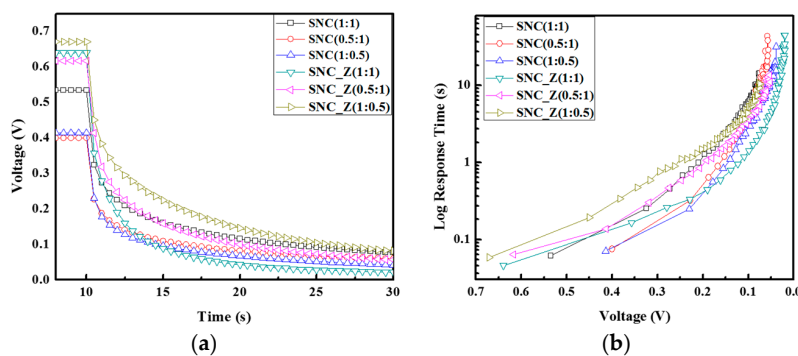 SNC(1:1)
SNC(0.5:1)
SNC(1:0.5)
SNC_Z(1:1)
SNC_Z(0.5:1)
SNC_Z(1:0.5)
0.7
0.6
0.5
0.4
0.3
0.2
0.1
0.0
Voltage (V)
10 15 20 25 30
Time (s)
(a)
SNC(1:1)
SNC(0.5:1)
SNC(1:0.5)
SNC_Z(1:1)
SNC_Z(0.5:1)
SNC_Z(1:0.5)
10
1
0.1
Log Response Time (s)
0.7 0.6 0.5 0.4 0.3 0.2 0.1 0.0
Voltage (V)
(b)